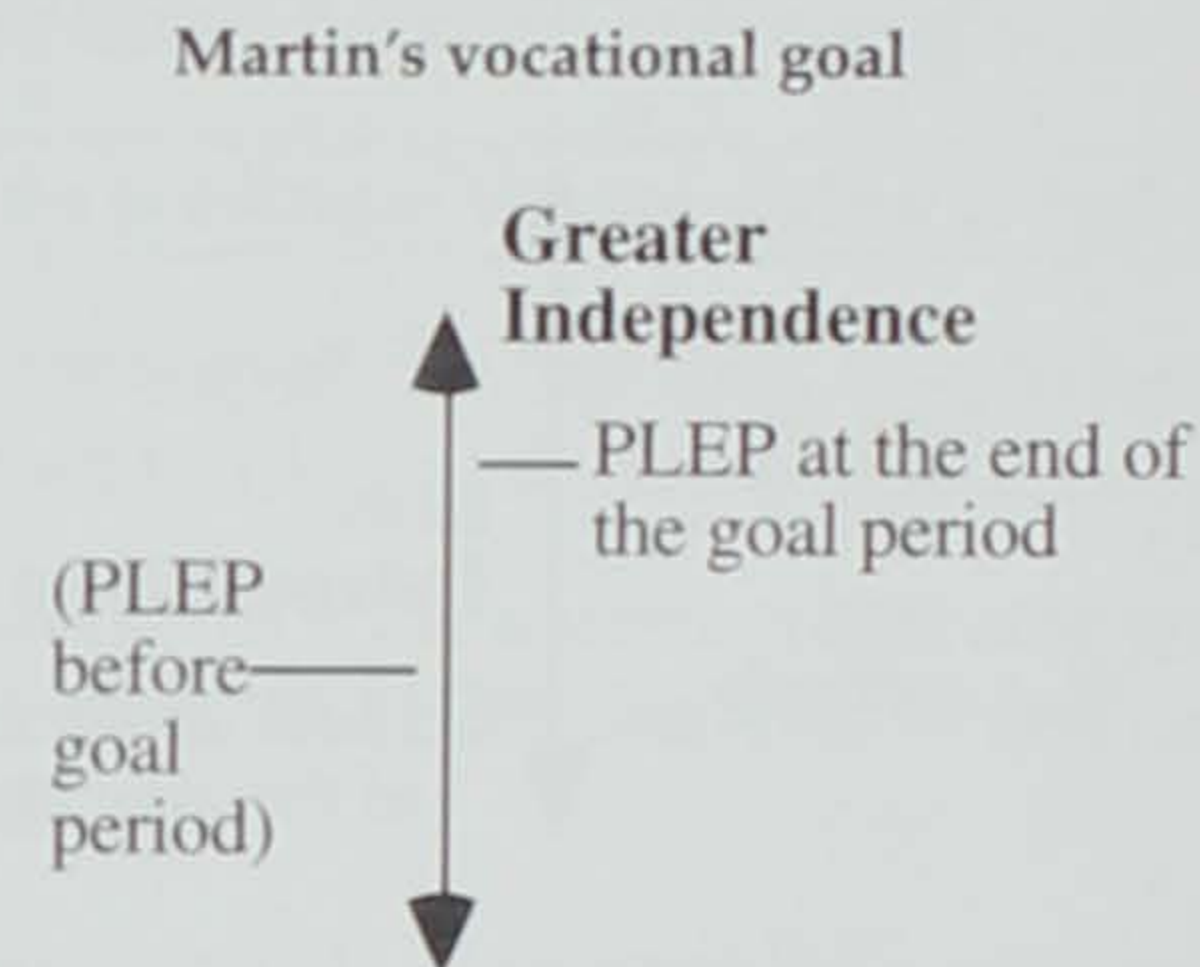 Martin's vocational goal
Greater
Independence
PLEP at the end of
the goal period
(PLEP
before
goal
period)